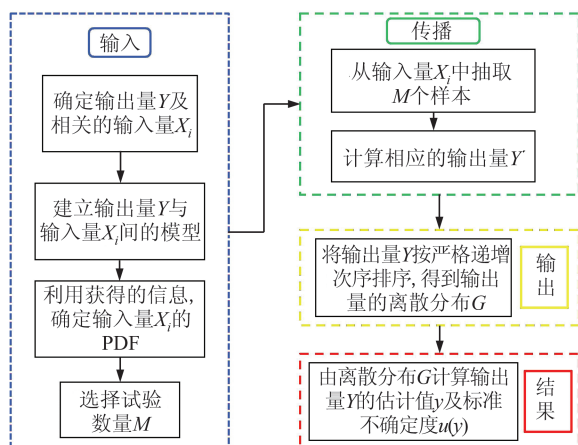 输入
确定输出量Y及
相关的输入量Xi
建立输出量Y与
输入量Xi间的模型
利用获得的信息,
确定输入量Xi的
PDF
选择试验
数量M
传播
从输入量Xi中抽取
M个样本
计算相应的输出量Y
将输出量Y按严格递增
次序排序,得到输出
量的离散分布G
输
出
由离散分布G计算输出
量Y的估计值y及标准
不确定度u(y)
结
果